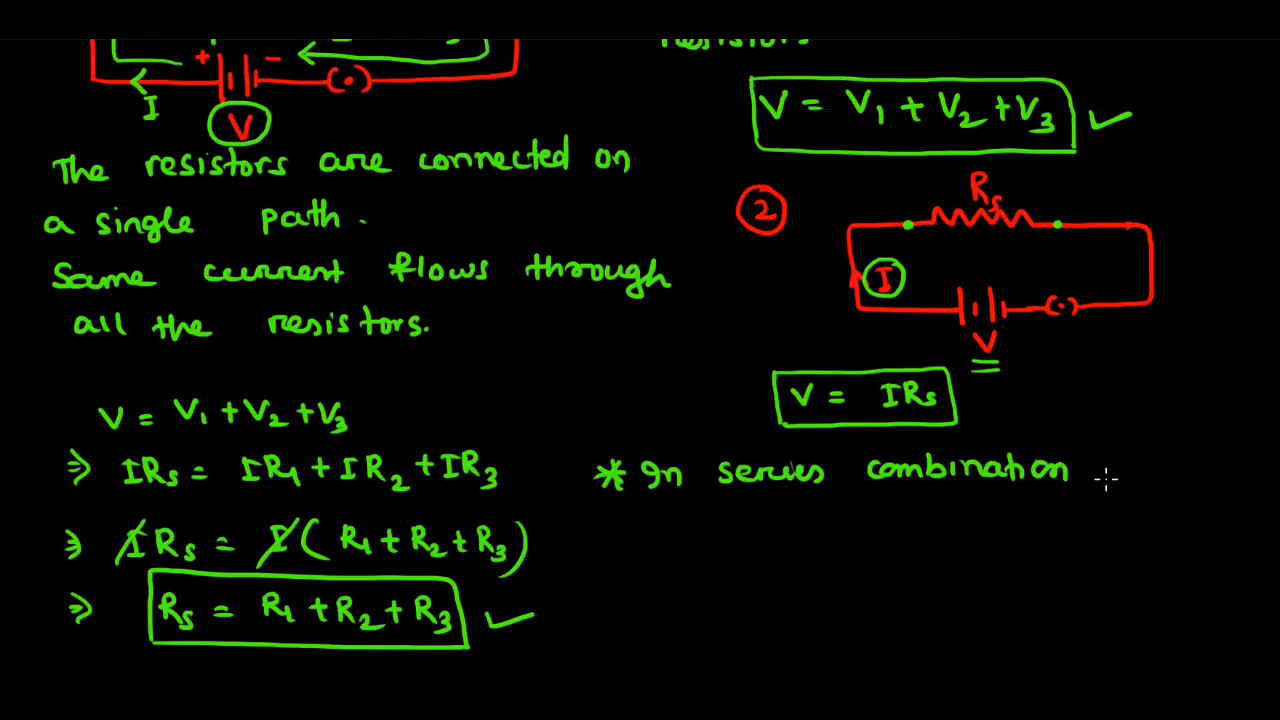 resistors
+ −
I
V
The resistors are connected on
a single path.
Same current flows through
all the resistors.
V = V₁ + V₂ + V₃
⇒ IRₛ = IR₁ + IR₂ + IR₃
⇒ IRₛ = I(R₁ + R₂ + R₃)
⇒ Rₛ = R₁ + R₂ + R₃ ✓
V = V₁ + V₂ + V₃ ✓
2
Rₛ
I
V
V = IRₛ
* In series combination